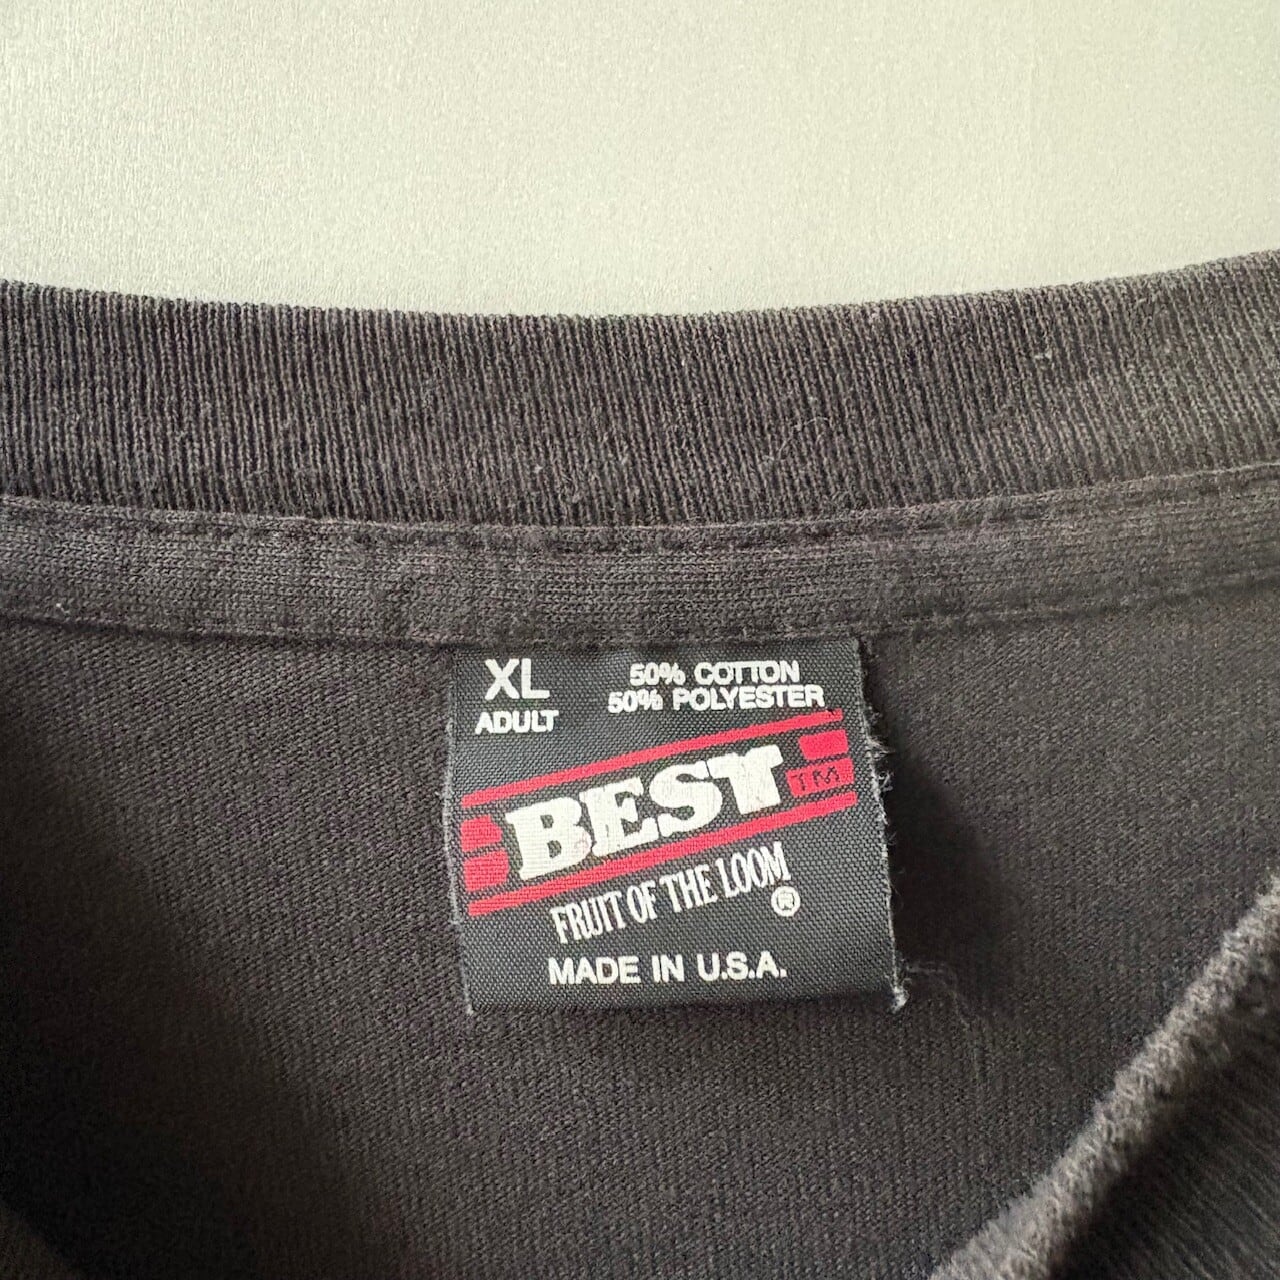 XL
ADULT
50% COTTON
50% POLYESTER
BEST
TM
FRUIT OF THE LOOM
®
MADE IN U.S.A.